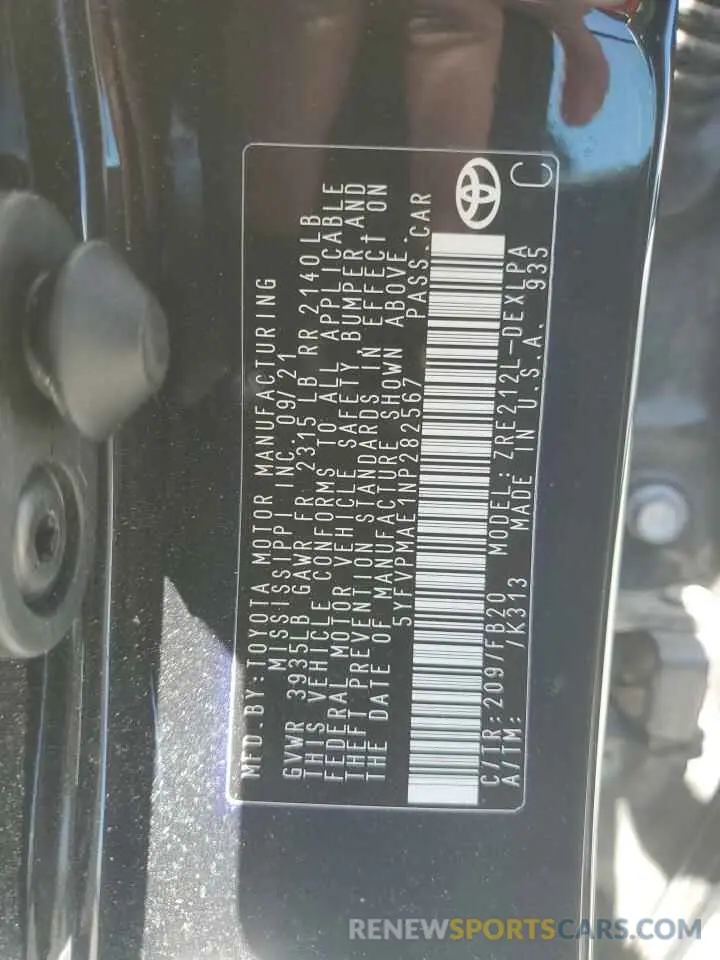 MFD.BY:TOYOTA MOTOR MANUFACTURING
MISSISSIPPI INC. 09/21
GVWR 3935LB GAWR FR 2315 LB RR 2140LB
THIS VEHICLE CONFORMS TO ALL APPLICABLE
FEDERAL MOTOR VEHICLE SAFETY, BUMPER, AND
THEFT PREVENTION STANDARDS IN EFFECT ON
THE DATE OF MANUFACTURE SHOWN ABOVE.
5YFVPMAE1NP282567 PASS.CAR
C/TR:209/FB20 MODEL:ZRE212L-DEXLPA
A/TM: /K313 MADE IN U.S.A. 935
C
RENEWSPORTSCARS.COM